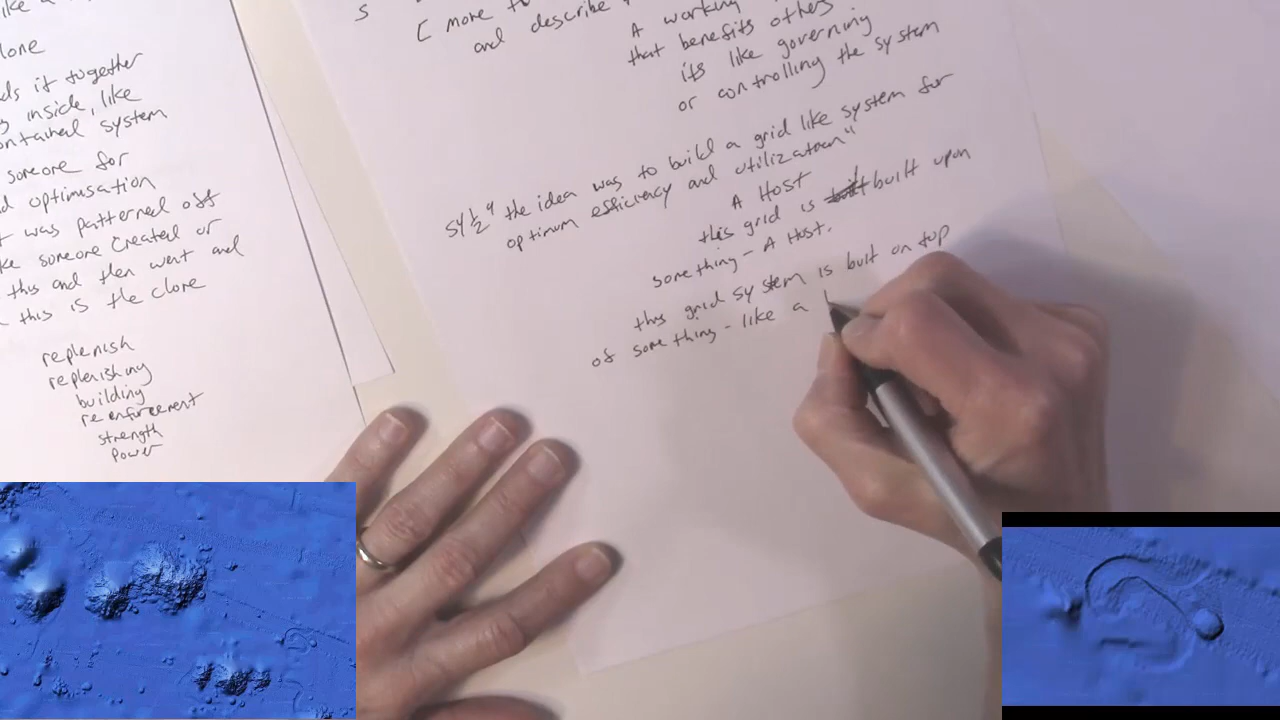 like a
lone
ds it together
g inside, like
ontained system
someone for
d optimisation
t was patterned off
ke someone created or
this and then went and
this is the clone
replenish
replenishing
building
reenforcement
strength
power
S
[ more to
and describe
A working
that benefits others
its like governing
or controlling the system
SY 1/2 " the idea was to build a grid like system for
optimum efficiency and utilization"
A HOST
this grid is built upon
something - A Host.
this grid system is built on top
of something - like a